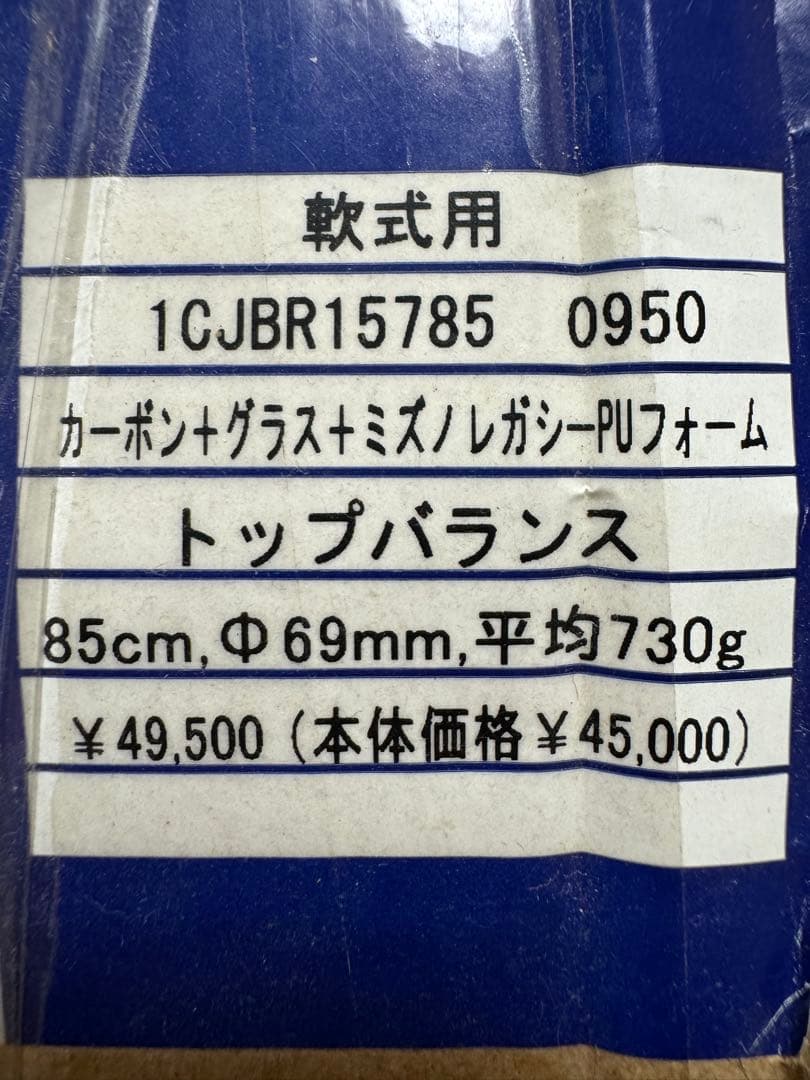 軟式用
1CJBR15785 0950
カーボン+グラス+ミズノレガシーPUフォーム
トップバランス
85cm,Φ69mm,平均730g
¥49,500(本体価格¥45,000)